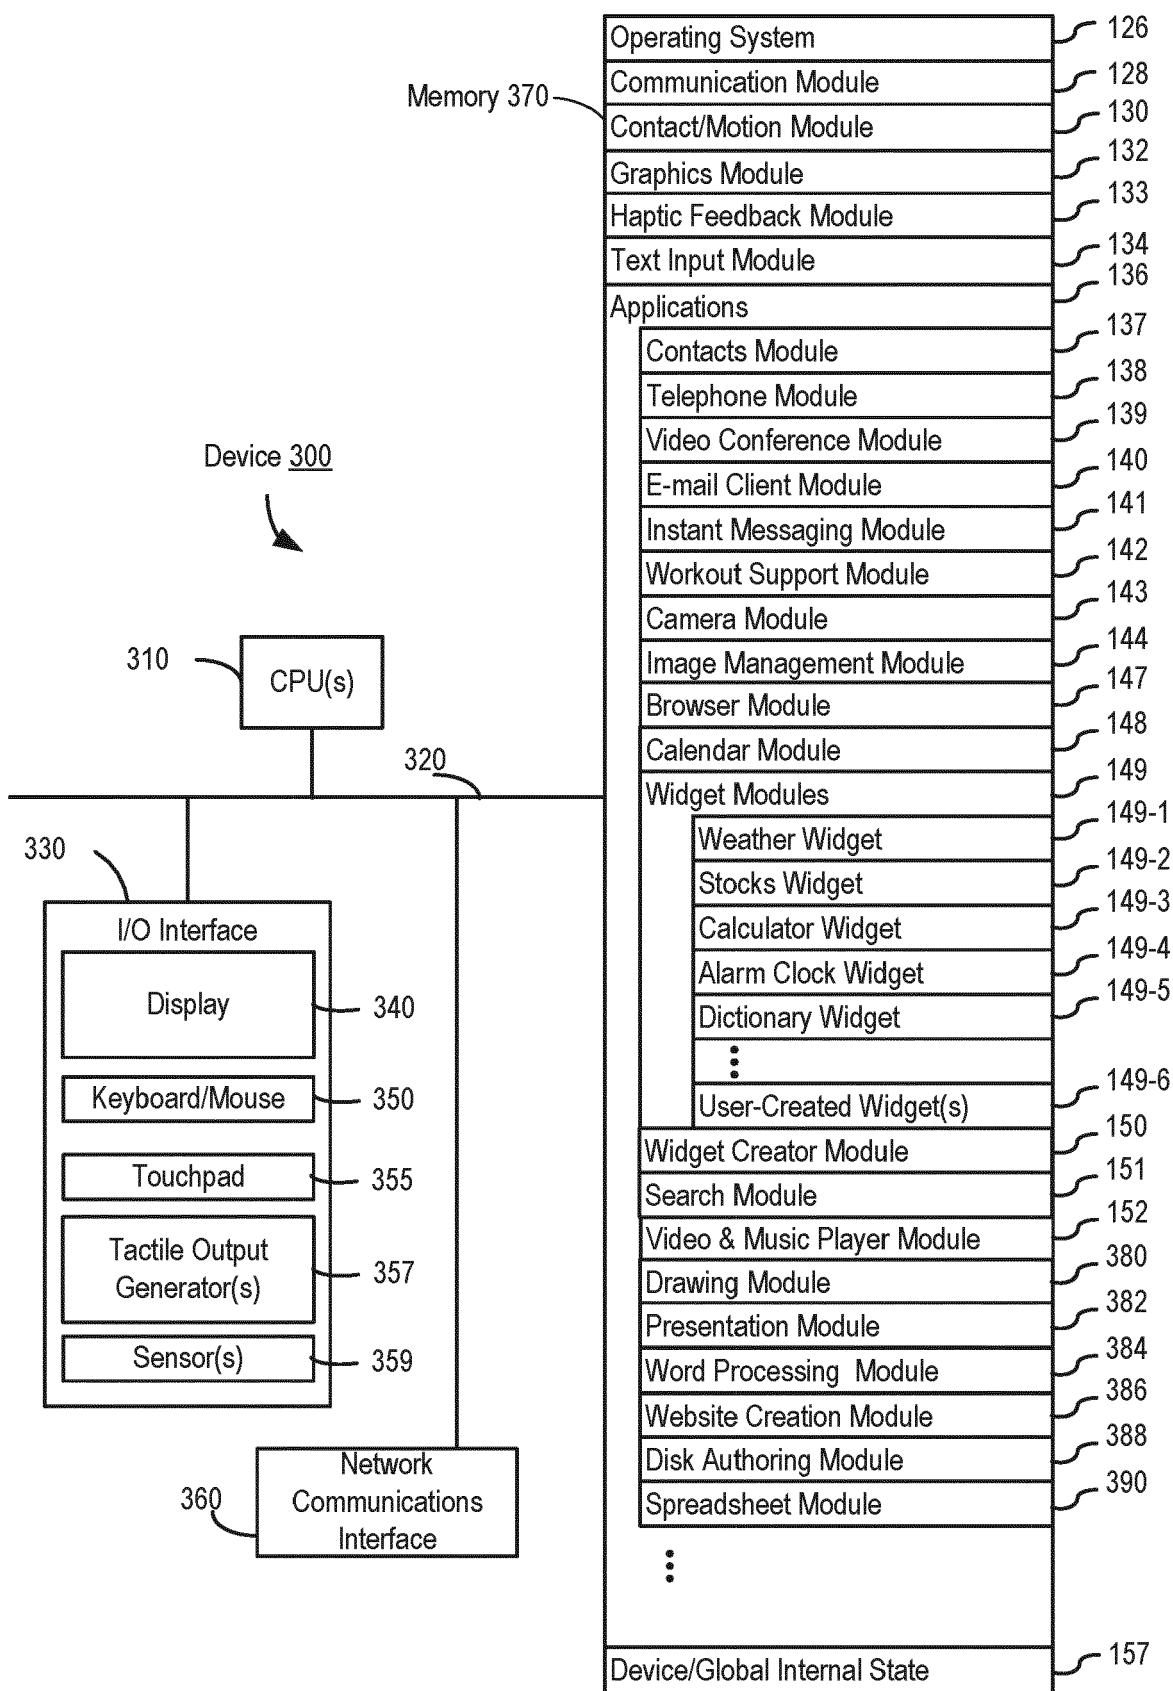 Operating System 126
Communication Module 128
Memory 370
Contact/Motion Module 130
Graphics Module 132
Haptic Feedback Module 133
Text Input Module 134
Applications 136
Contacts Module 137
Telephone Module 138
Video Conference Module 139
E-mail Client Module 140
Instant Messaging Module 141
Workout Support Module 142
Camera Module 143
Image Management Module 144
Browser Module 147
Calendar Module 148
Widget Modules 149
Weather Widget 149-1
Stocks Widget 149-2
Calculator Widget 149-3
Alarm Clock Widget 149-4
Dictionary Widget 149-5
User-Created Widget(s) 149-6
Widget Creator Module 150
Search Module 151
Video & Music Player Module 152
Drawing Module 380
Presentation Module 382
Word Processing Module 384
Website Creation Module 386
Disk Authoring Module 388
Spreadsheet Module 390
Device/Global Internal State 157
Device 300
310
CPU(s)
320
330
I/O Interface
Display 340
Keyboard/Mouse 350
Touchpad 355
Tactile Output
Generator(s) 357
Sensor(s) 359
360
Network
Communications
Interface